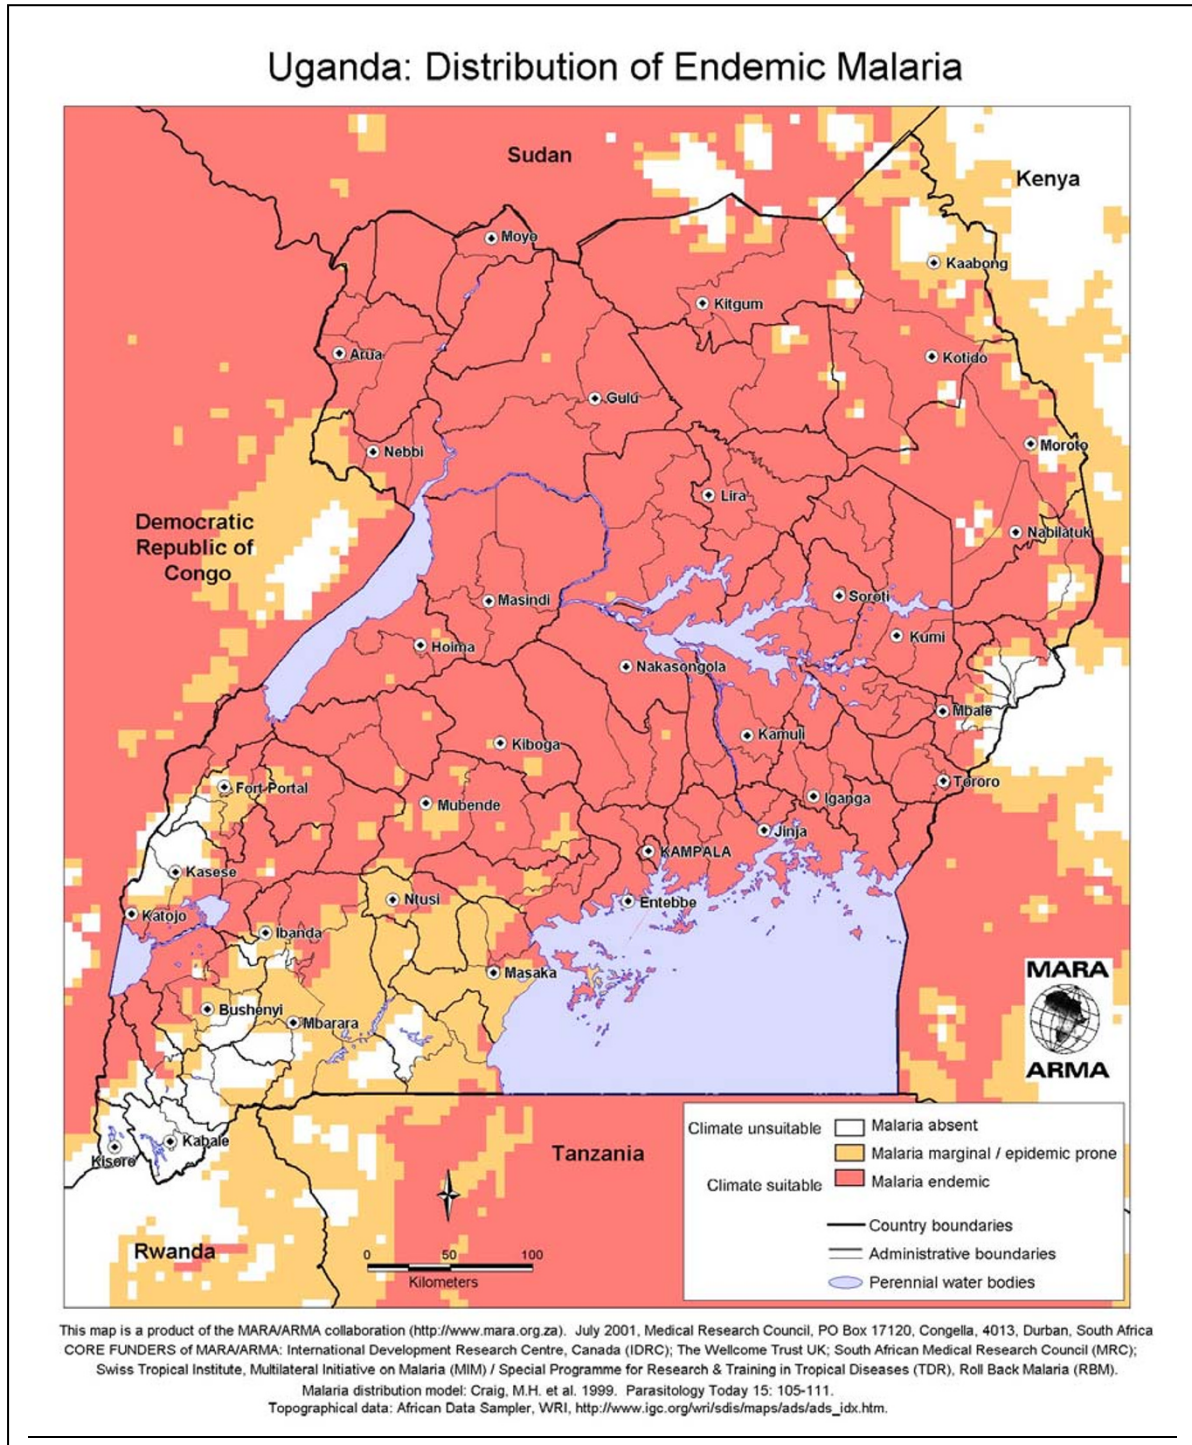 Uganda: Distribution of Endemic Malaria
Sudan
Kenya
Moyo
Kaabong
Kitgum
Arua
Kotido
Gulu
Nebbi
Moroto
Lira
Democratic
Republic of
Congo
Nabilatuk
Masindi
Soroti
Hoima
Kumi
Nakasongola
Mbale
Kiboga
Kamuli
Fort Portal
Tororo
Mubende
Iganga
Jinja
KAMPALA
Kasese
Ntusi
Entebbe
Katojo
Ibanda
Masaka
MARA
Bushenyi
Mbarara
ARMA
Climate unsuitable
Malaria absent
Malaria marginal / epidemic prone
Climate suitable
Malaria endemic
Country boundaries
Administrative boundaries
Perennial water bodies
Kabale
Kisoro
Tanzania
Rwanda
0 50 100
Kilometers
This map is a product of the MARA/ARMA collaboration (http://www.mara.org.za). July 2001, Medical Research Council, PO Box 17120, Congella, 4013, Durban, South Africa
CORE FUNDERS of MARA/ARMA: International Development Research Centre, Canada (IDRC); The Wellcome Trust UK; South African Medical Research Council (MRC);
Swiss Tropical Institute, Multilateral Initiative on Malaria (MIM) / Special Programme for Research & Training in Tropical Diseases (TDR), Roll Back Malaria (RBM).
Malaria distribution model: Craig, M.H. et al. 1999. Parasitology Today 15: 105-111.
Topographical data: African Data Sampler, WRI, http://www.igc.org/wri/sdis/maps/ads/ads_idx.htm.